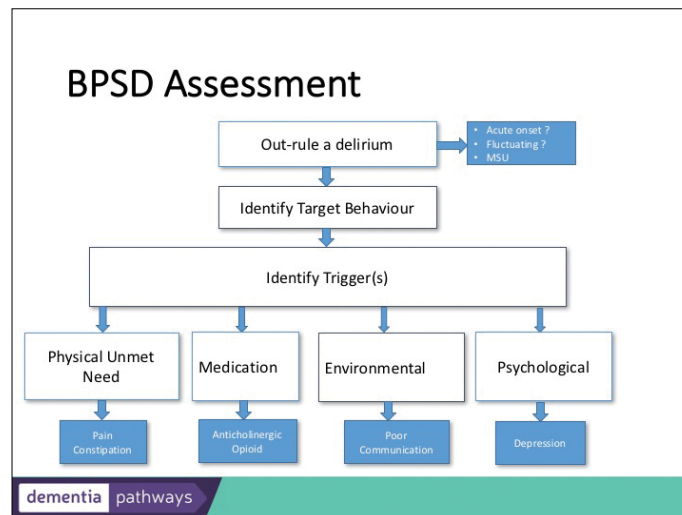 BPSD Assessment
Out-rule a delirium
• Acute onset ?
• Fluctuating ?
• MSU
Identify Target Behaviour
Identify Trigger(s)
Physical Unmet
Need
Medication
Environmental
Psychological
Pain
Constipation
Anticholinergic
Opioid
Poor
Communication
Depression
dementia pathways